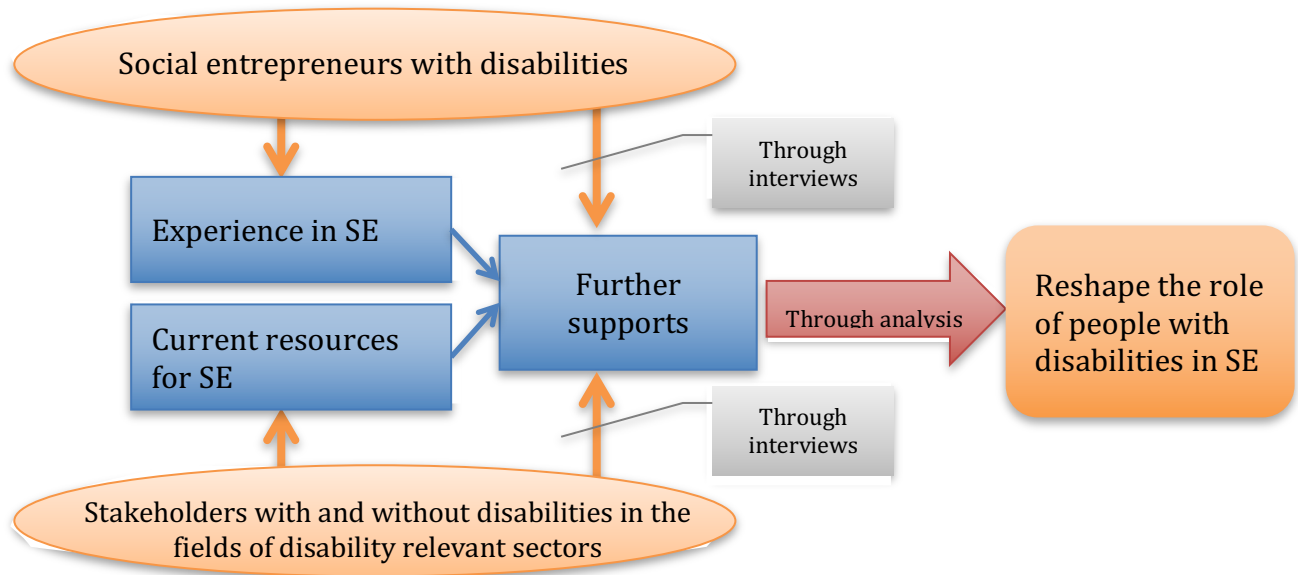 Social entrepreneurs with disabilities
Through
interviews
Experience in SE
Further
supports
Current resources
for SE
Through analysis
Reshape the role
of people with
disabilities in SE
Through
interviews
Stakeholders with and without disabilities in the
fields of disability relevant sectors